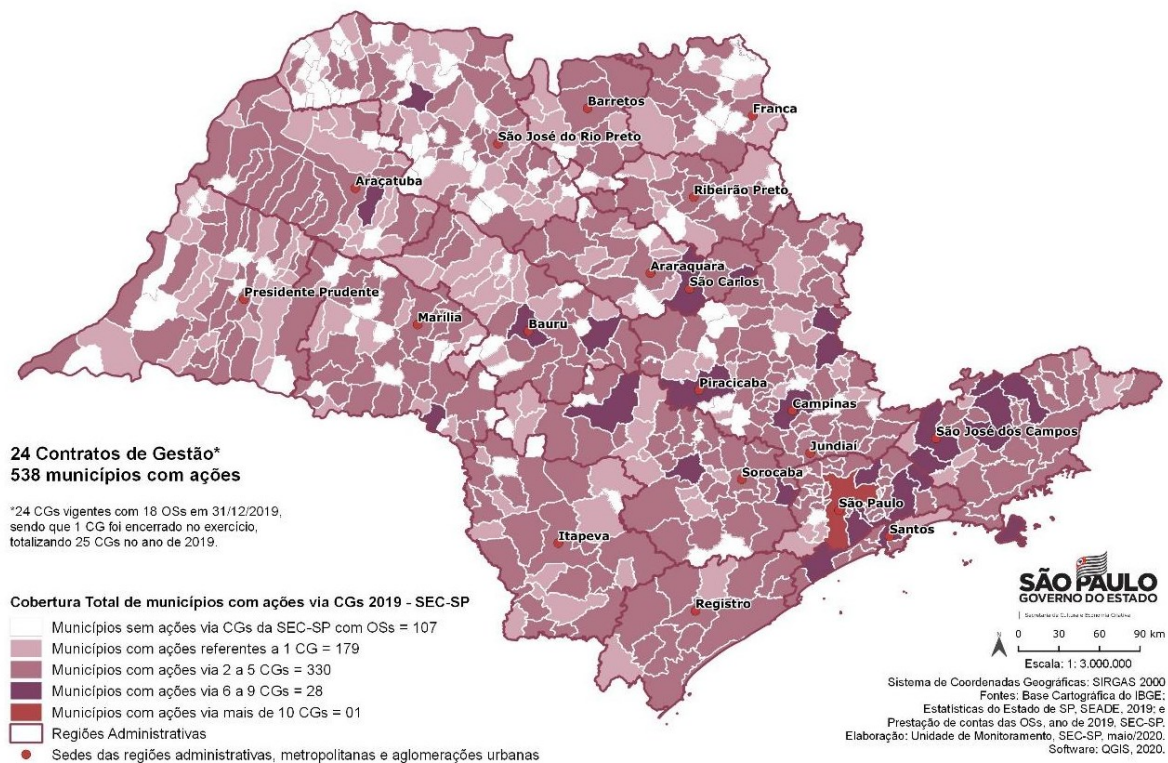 Barretos
Franca
São José do Rio Preto
Araçatuba
Ribeirão Preto
Araraquara
São Carlos
Presidente Prudente
Marília
Bauru
Piracicaba
Campinas
São José dos Campos
Jundiaí
Sorocaba
São Paulo
Santos
Itapeva
Registro
24 Contratos de Gestão*
538 municípios com ações
*24 CGs vigentes com 18 OSs em 31/12/2019,
sendo que 1 CG foi encerrado no exercício,
totalizando 25 CGs no ano de 2019.
Cobertura Total de municípios com ações via CGs 2019 - SEC-SP
Municípios sem ações via CGs da SEC-SP com OSs = 107
Municípios com ações referentes a 1 CG = 179
Municípios com ações via 2 a 5 CGs = 330
Municípios com ações via 6 a 9 CGs = 28
Municípios com ações via mais de 10 CGs = 01
Regiões Administrativas
Sedes das regiões administrativas, metropolitanas e aglomerações urbanas
SÃO PAULO
GOVERNO DO ESTADO
Secretaria de Cultura e Economia Criativa
N
0 30 60 90 km
Escala: 1: 3.000.000
Sistema de Coordenadas Geográficas: SIRGAS 2000
Fontes: Base Cartográfica do IBGE;
Estatísticas do Estado de SP, SEADE, 2019; e
Prestação de contas das OSs, ano de 2019, SEC-SP.
Elaboração: Unidade de Monitoramento, SEC-SP, maio/2020.
Software: QGIS, 2020.